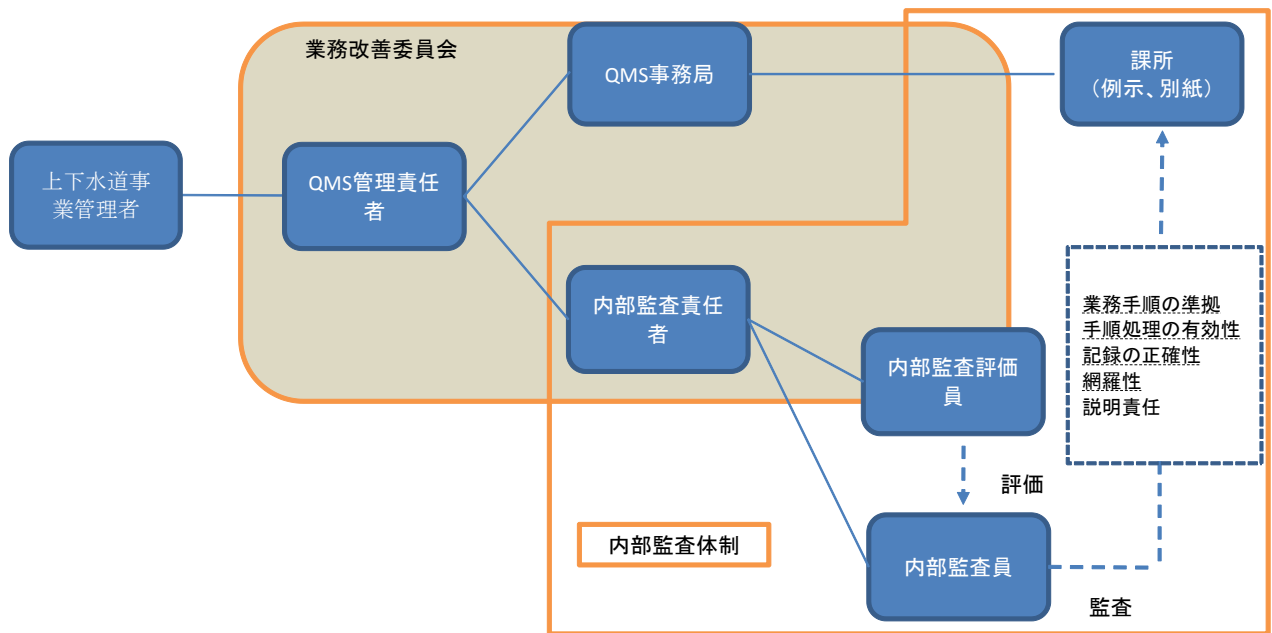 業務改善委員会
QMS事務局
課所
（例示、別紙）
上下水道事
業管理者
QMS管理責任
者
内部監査責任
者
内部監査評価
員
業務手順の準拠
手順処理の有効性
記録の正確性
網羅性
説明責任
評価
内部監査体制
内部監査員
監査